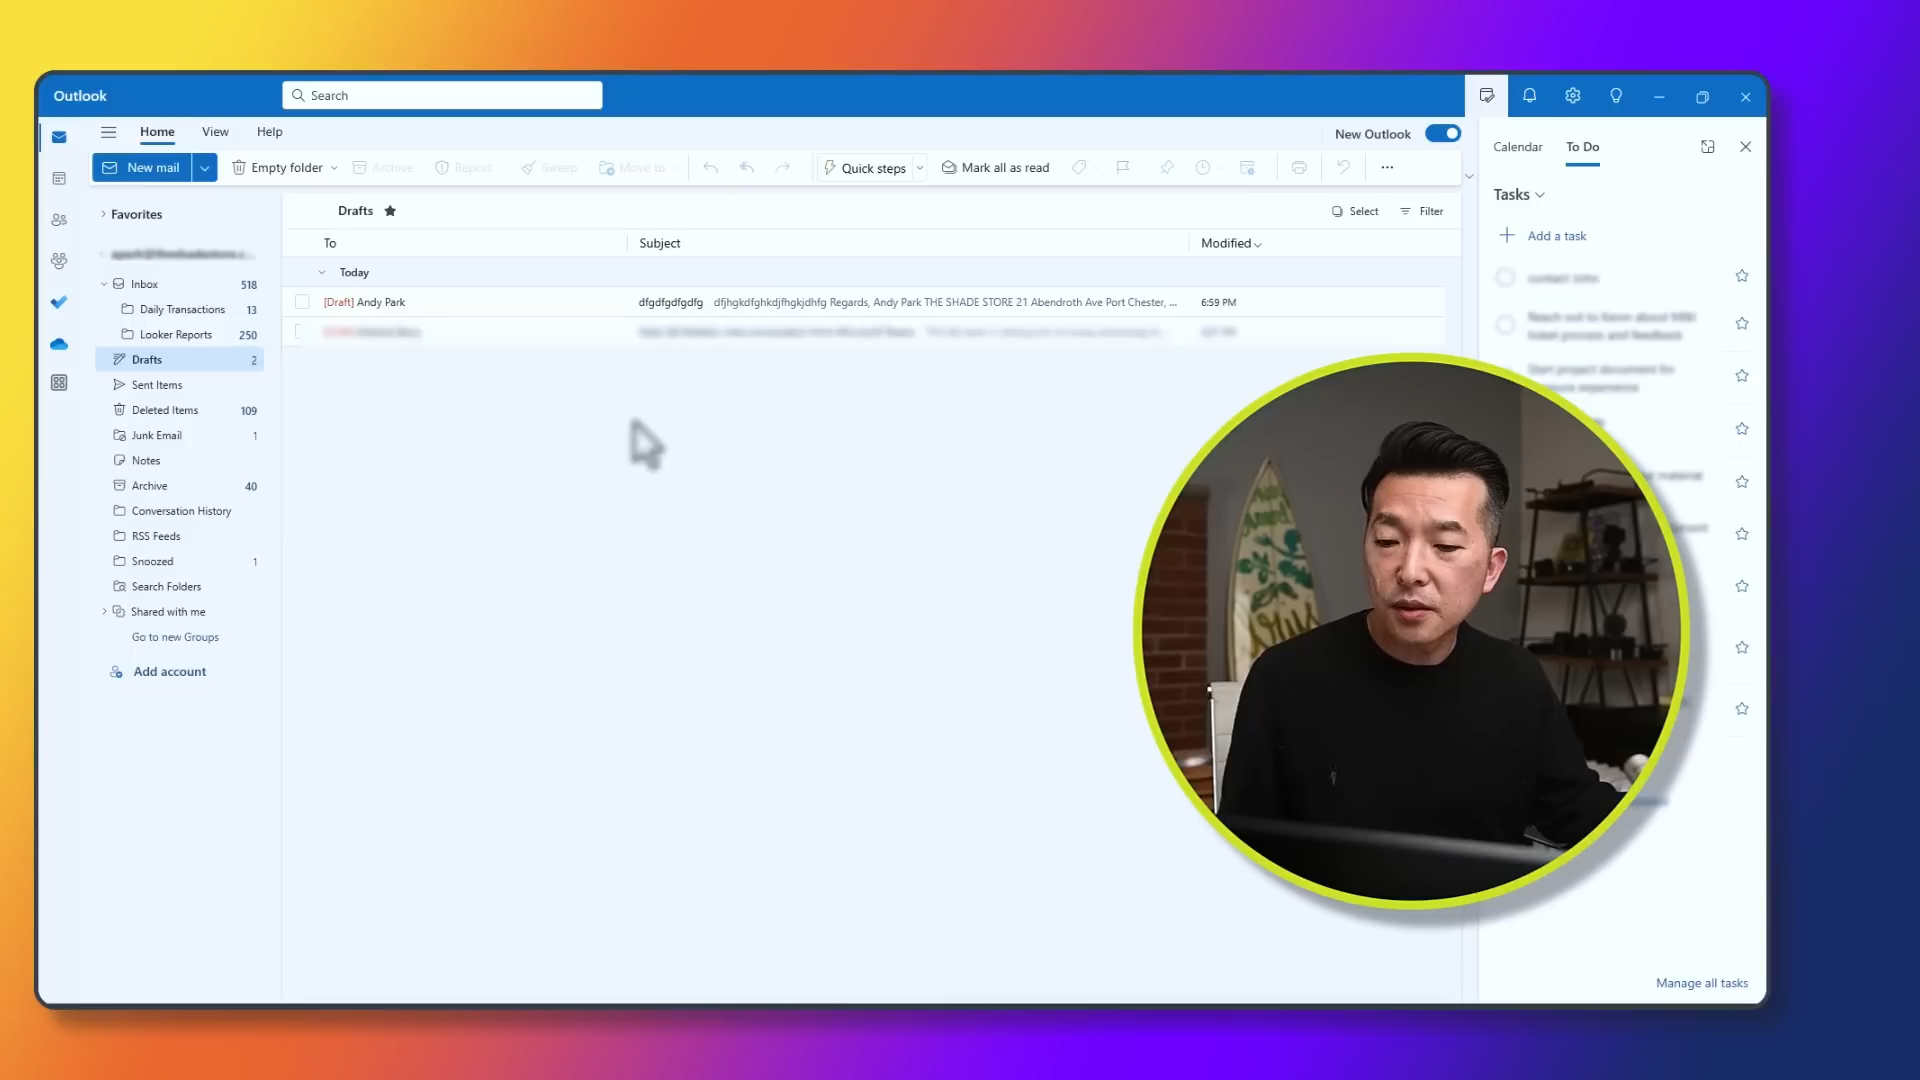 Outlook
Search
Home View Help
New Outlook
New mail Empty folder Archive Report Sweep Move to Quick steps Mark all as read
Calendar To Do
Tasks
Add a task
Favorites
Inbox 518
Daily Transactions 13
Looker Reports 250
Drafts 2
Sent Items
Deleted Items 109
Junk Email 1
Notes
Archive 40
Conversation History
RSS Feeds
Snoozed 1
Search Folders
Shared with me
Go to new Groups
Add account
Drafts Select Filter
To Subject Modified
Today
[Draft] Andy Park dfgdfgdfgdfg dfjhgkdfghkdjfhgkjdhfg Regards, Andy Park THE SHADE STORE 21 Abendroth Ave Port Chester, ... 6:59 PM
Manage all tasks